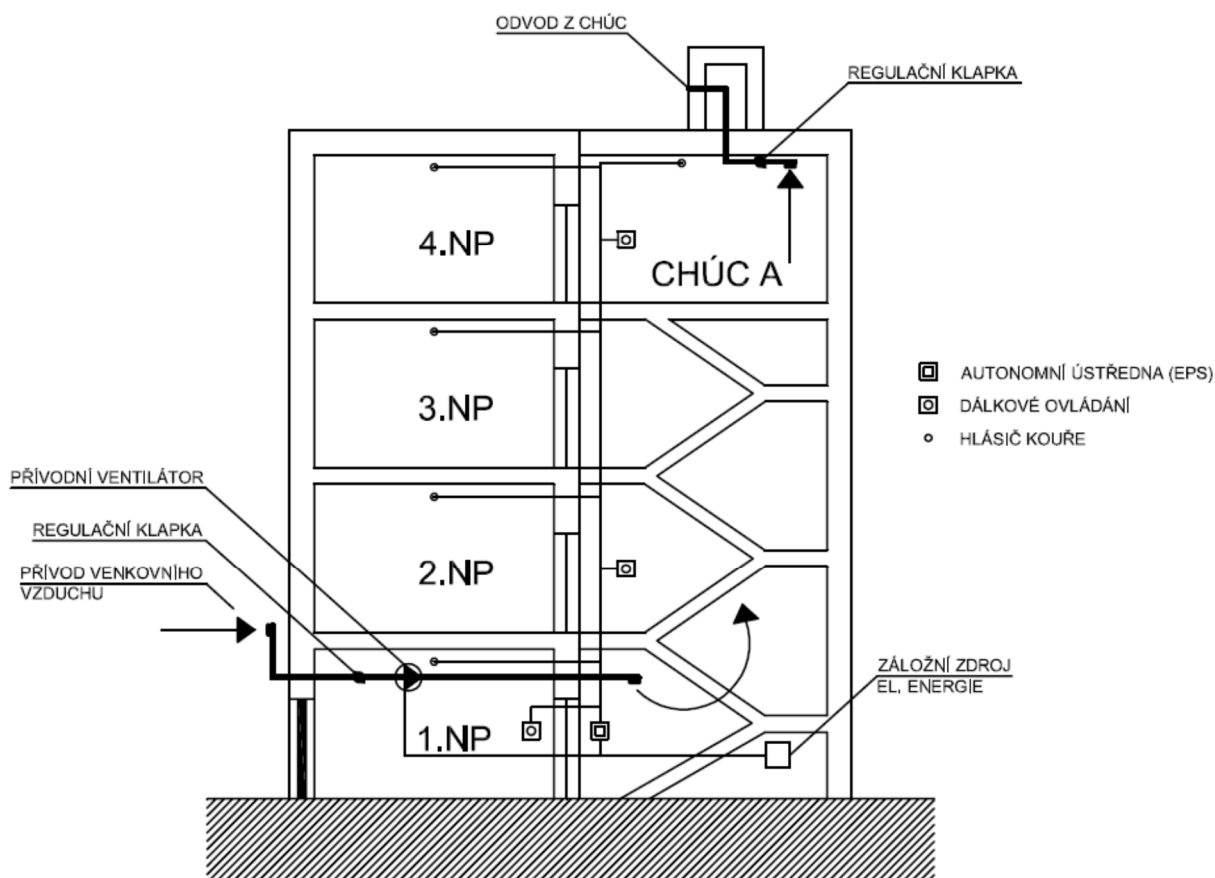 ODVOD Z CHÚC
REGULAČNÍ KLAPKA
4.NP
CHÚC A
3.NP
AUTONOMNÍ ÚSTŘEDNA (EPS)
DÁLKOVÉ OVLÁDÁNÍ
HLÁSIČ KOUŘE
PŘÍVODNÍ VENTILÁTOR
REGULAČNÍ KLAPKA
PŘÍVOD VENKOVNÍHO
VZDUCHU
2.NP
ZÁLOŽNÍ ZDROJ
EL. ENERGIE
1.NP